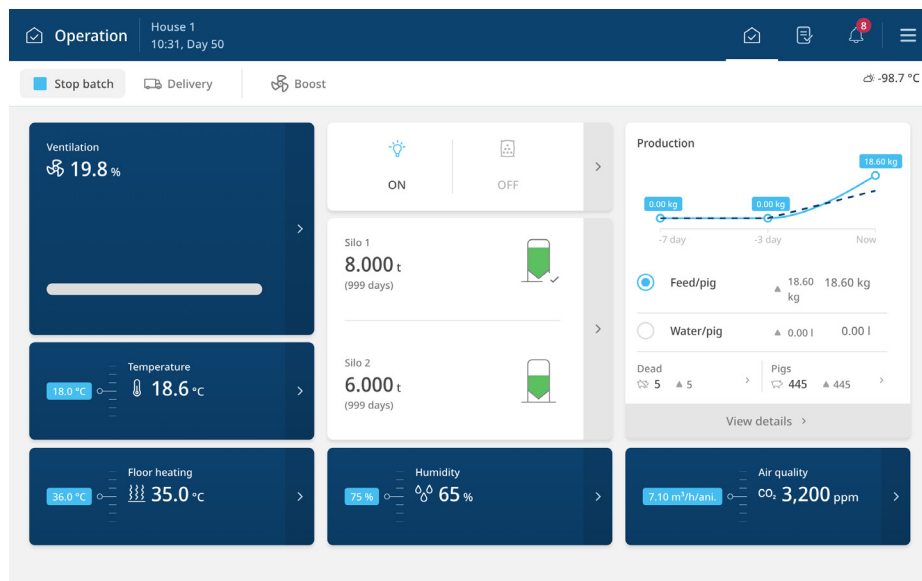 Operation
House 1
10:31, Day 50
8
Stop batch
Delivery
Boost
-98.7 °C
Ventilation
19.8 %
ON
OFF
Silo 1
8.000 t
(999 days)
Silo 2
6.000 t
(999 days)
Production
18.60 kg
0.00 kg
0.00 kg
-7 day
-3 day
Now
Feed/pig
▲ 18.60 kg
18.60 kg
Water/pig
▲ 0.00 l
0.00 l
Dead
5 ▲ 5
Pigs
445 ▲ 445
View details
Temperature
18.0 °C
18.6 °C
Floor heating
36.0 °C
35.0 °C
Humidity
75 %
65 %
Air quality
7.10 m³/h/ani.
CO₂ 3,200 ppm